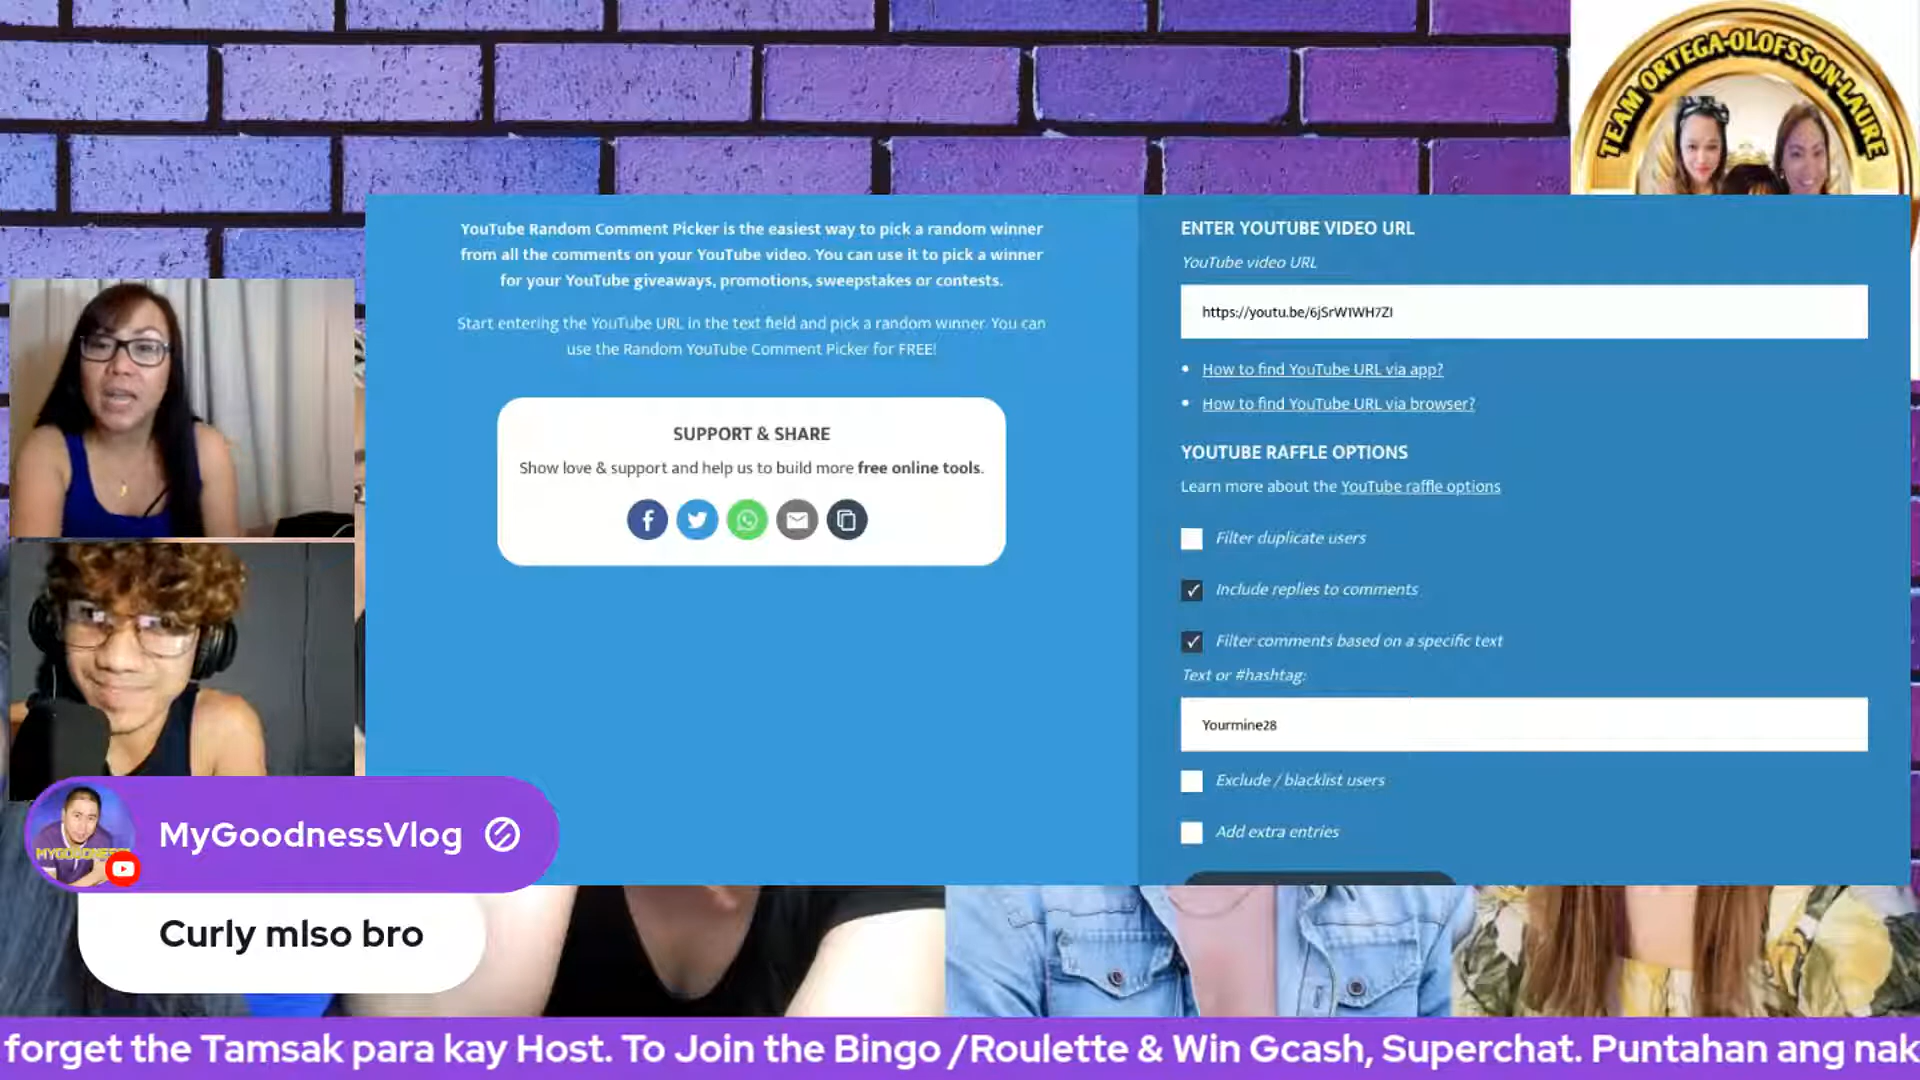 TEAM ORTEGA-OLOFSSON-LAURE
YouTube Random Comment Picker is the easiest way to pick a random winner
from all the comments on your YouTube video. You can use it to pick a winner
for your YouTube giveaways, promotions, sweepstakes or contests.
Start entering the YouTube URL in the text field and pick a random winner. You can
use the Random YouTube Comment Picker for FREE!
SUPPORT & SHARE
Show love & support and help us to build more free online tools.
ENTER YOUTUBE VIDEO URL
YouTube video URL
https://youtu.be/6jSrW1WH7ZI
How to find YouTube URL via app?
How to find YouTube URL via browser?
YOUTUBE RAFFLE OPTIONS
Learn more about the YouTube raffle options
Filter duplicate users
Include replies to comments
Filter comments based on a specific text
Text or #hashtag:
Yourmine28
Exclude / blacklist users
Add extra entries
MyGoodnessVlog
Curly mlso bro
forget the Tamsak para kay Host. To Join the Bingo /Roulette & Win Gcash, Superchat. Puntahan ang nak